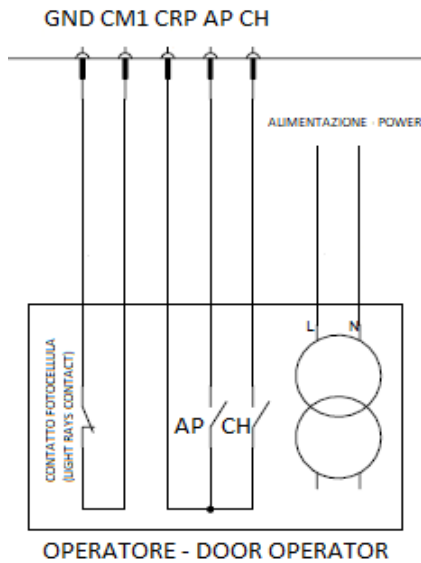 GND CM1 CRP AP CH
ALIMENTAZIONE - POWER
L N
CONTATTO FOTOCELLULA
(LIGHT RAYS CONTACT)
AP CH
OPERATORE - DOOR OPERATOR